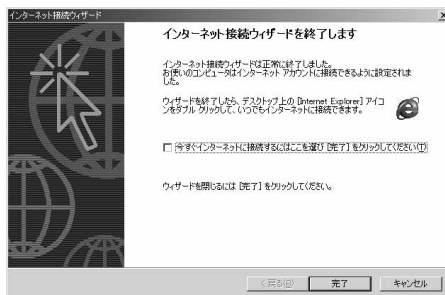 インターネット接続ウィザード
インターネット接続ウィザードを終了します
インターネット接続ウィザードは正常に終了しました。
お使いのコンピュータはインターネット アカウントに接続できるように設定されま
した。
ウィザードを終了したら、デスクトップ上の [Internet Explorer] アイコ
ンをダブル クリックして、いつでもインターネットに接続できます。
今すぐインターネットに接続するにはここを選び [完了] をクリックしてください(T)
ウィザードを閉じるには [完了] をクリックしてください。
< 戻る(B)
完了
キャンセル